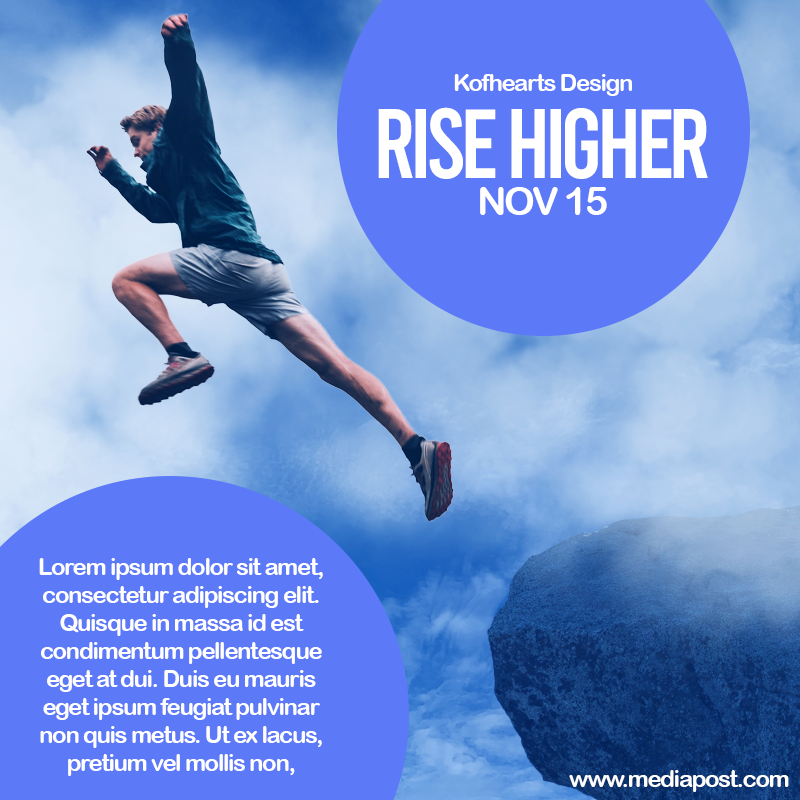 Kofhearts Design
RISE HIGHER
NOV 15
Lorem ipsum dolor sit amet,
consectetur adipiscing elit.
Quisque in massa id est
condimentum pellentesque
eget at dui. Duis eu mauris
eget ipsum feugiat pulvinar
non quis metus. Ut ex lacus,
pretium vel mollis non,
www.mediapost.com